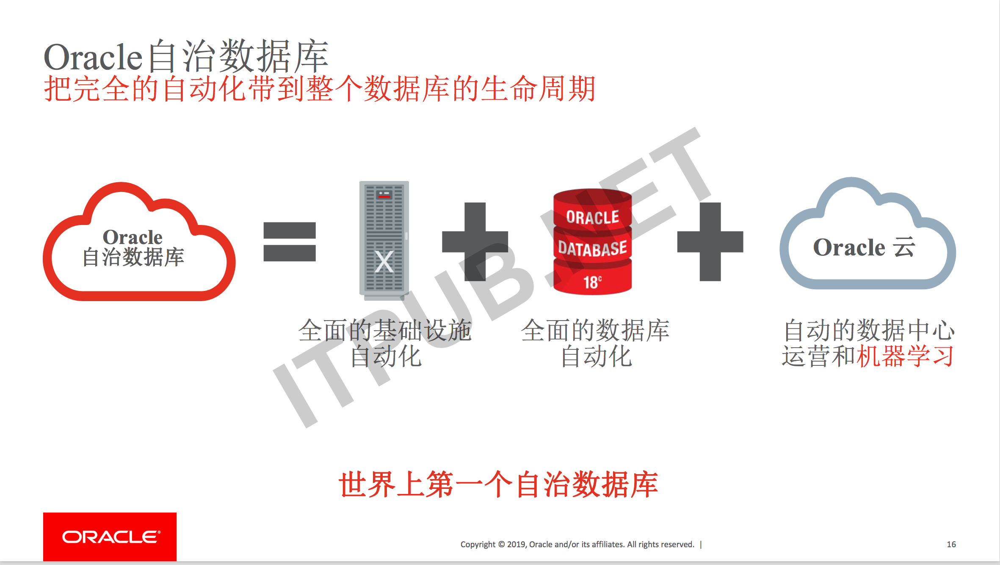 Oracle自治数据库
把完全的自动化带到整个数据库的生命周期
Oracle
自治数据库
X
ORACLE
DATABASE
18c
Oracle 云
全面的基础设施
自动化
全面的数据库
自动化
自动的数据中心
运营和机器学习
ITPUB.NET
世界上第一个自治数据库
ORACLE®
Copyright © 2019, Oracle and/or its affiliates. All rights reserved. |
16